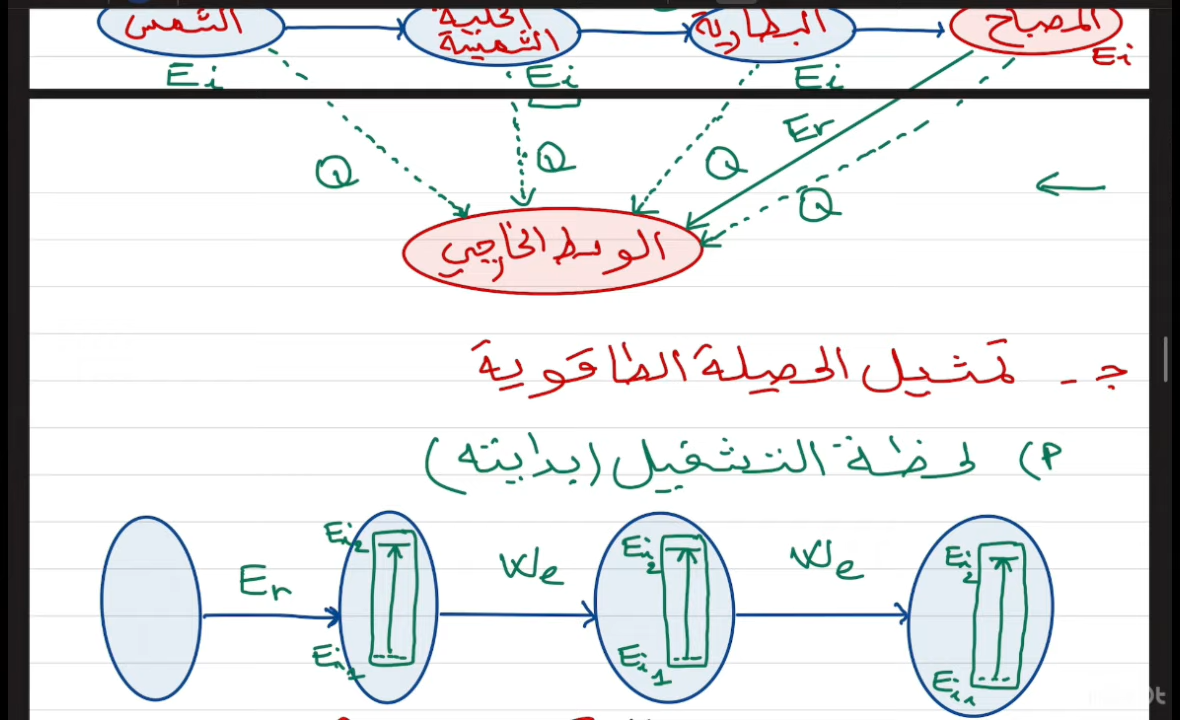 المصباح البطارية الخلية الشمس
الشمسية
Ei Ei Ei Ei
Er
Q Q Q Q
الوسط الخارجي
جـ - تمثيل الحصيلة الطاقوية
P) لحظة التشغيل (بدايته)
Ei2 Ei2 Ei2
Er We We
Ei1 Ei1 Ei1